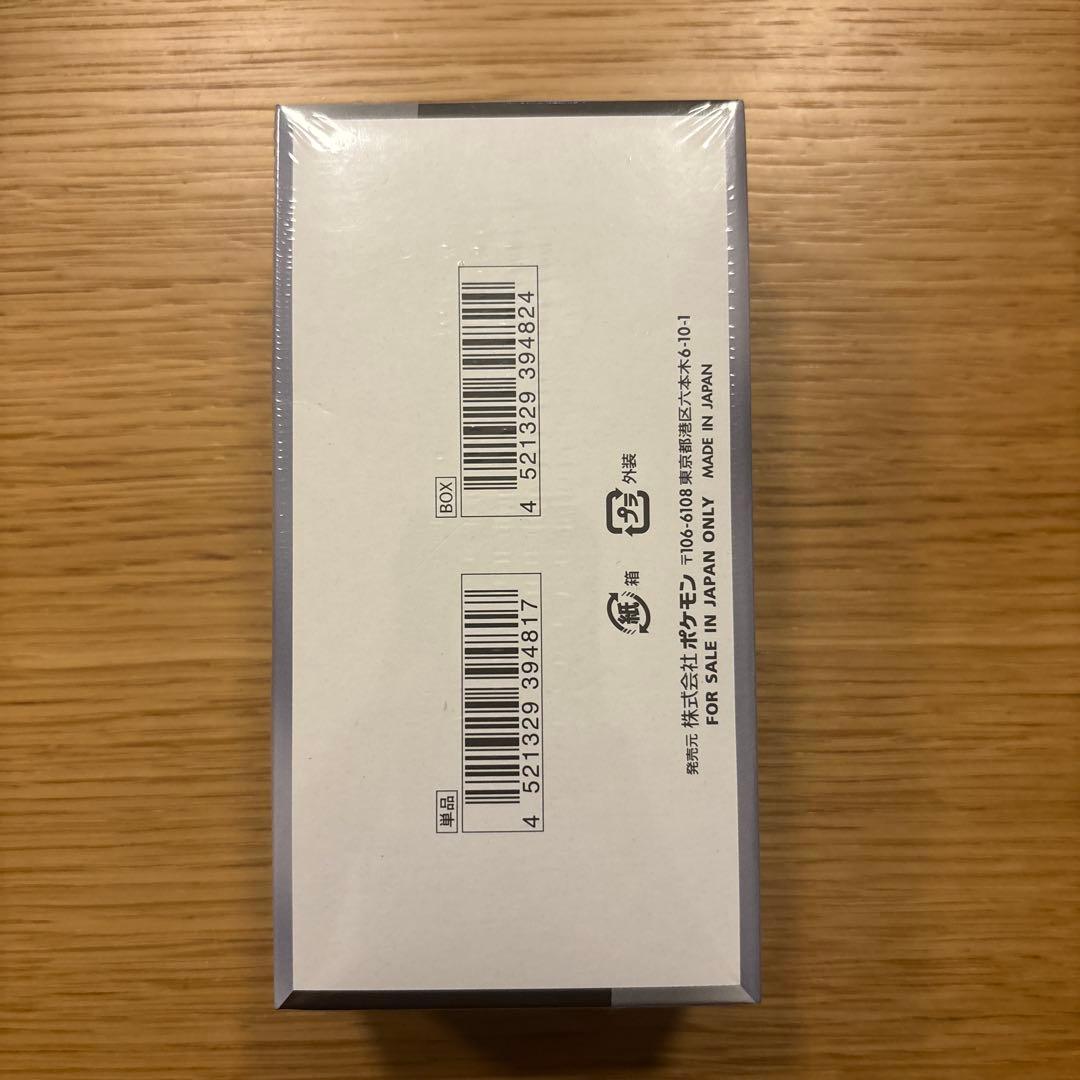 単品
4 521329 394817
BOX
4 521329 394824
紙 箱
プラ 外装
発売元 株式会社 ポケモン 〒106-6108 東京都港区六本木6-10-1
FOR SALE IN JAPAN ONLY MADE IN JAPAN